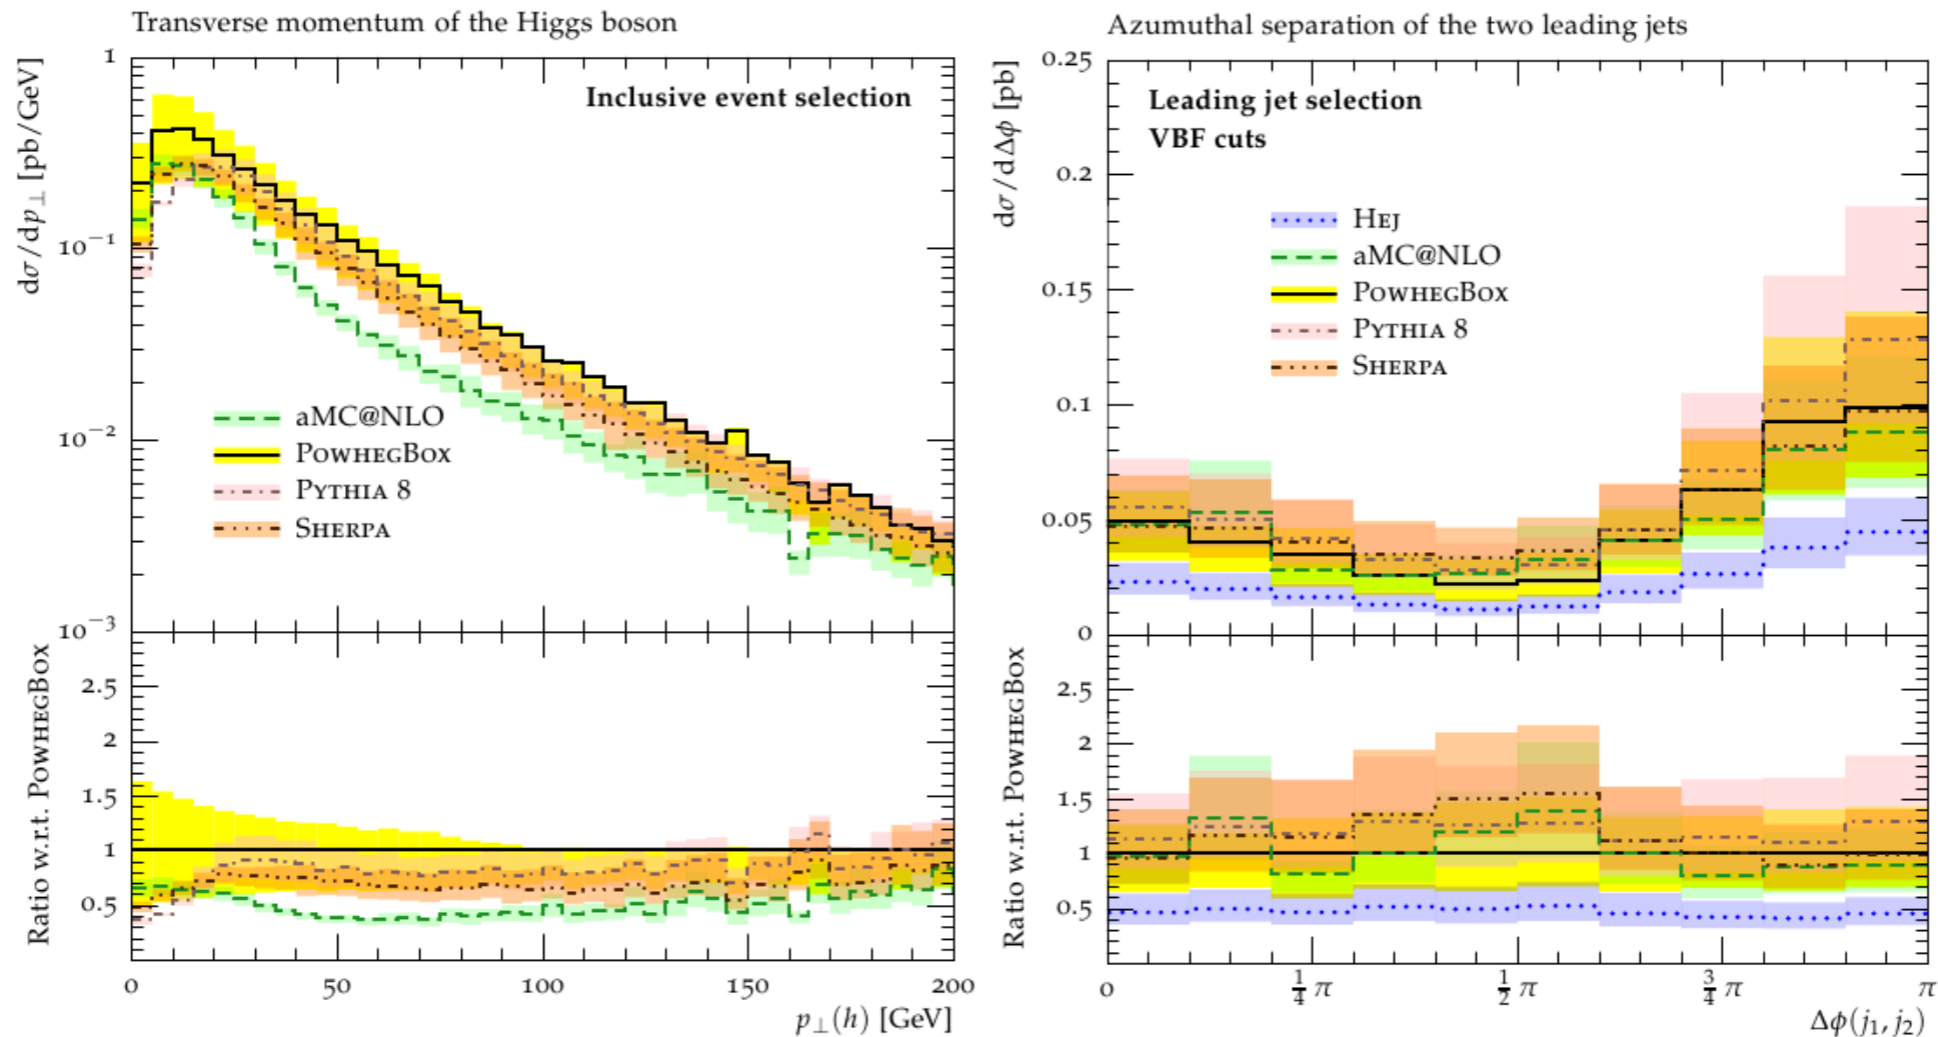 Transverse momentum of the Higgs boson
dσ/dp⊥ [pb/GeV]
1
10⁻¹
10⁻²
10⁻³
Inclusive event selection
aMC@NLO
PowhegBox
Pythia 8
Sherpa
Ratio w.r.t. PowhegBox
2.5
2
1.5
1
0.5
0 50 100 150 200
p⊥(h) [GeV]
Azumuthal separation of the two leading jets
dσ/dΔϕ [pb]
0.25
0.2
0.15
0.1
0.05
0
Leading jet selection
VBF cuts
Hej
aMC@NLO
PowhegBox
Pythia 8
Sherpa
Ratio w.r.t. PowhegBox
2.5
2
1.5
1
0.5
0 1/4 π 1/2 π 3/4 π π
Δϕ(j₁, j₂)